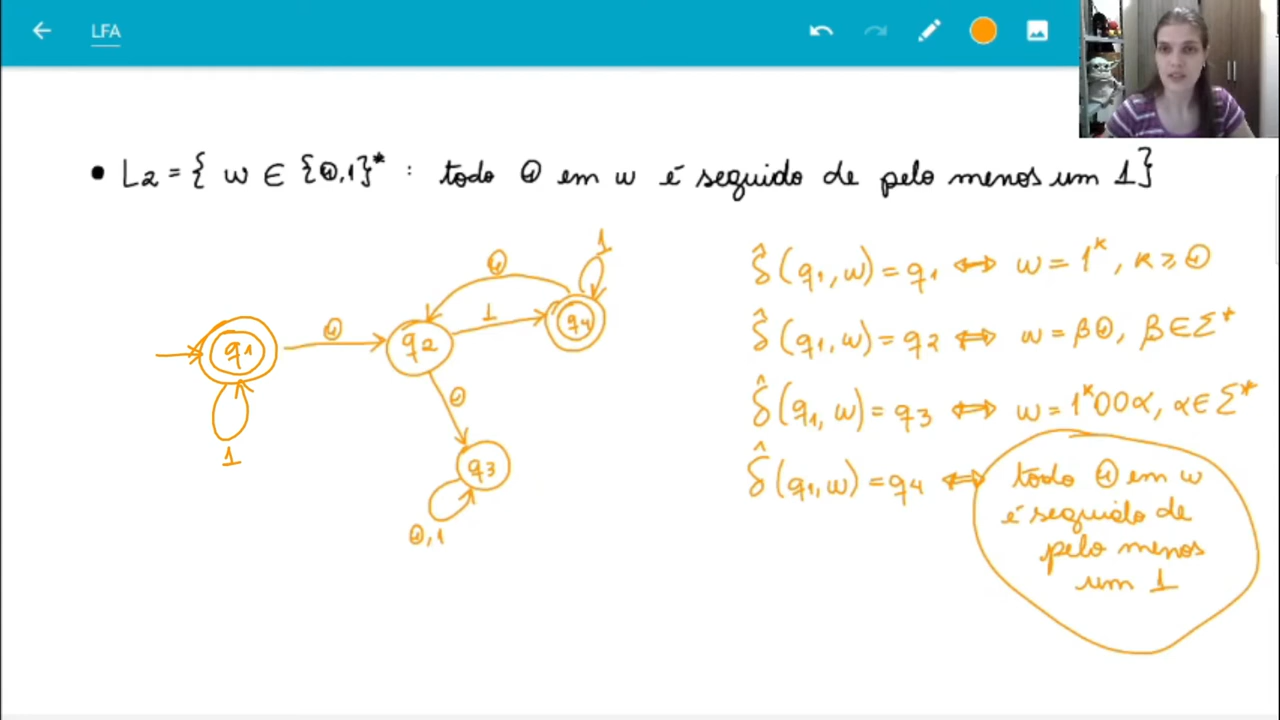 LFA
• L2 = { w ∈ {0,1}* : todo 0 em w é seguido de pelo menos um 1}
δ̂(q1, w) = q1 ⇔ w = 1^k, k ≥ 0
δ̂(q1, w) = q2 ⇔ w = β0, β ∈ Σ*
δ̂(q1, w) = q3 ⇔ w = 1^k00α, α ∈ Σ*
δ̂(q1, w) = q4 ⇔ todo 0 em w
é seguido de
pelo menos
um 1
0
1
q1
0
q2
1
q4
1
0
q3
0,1